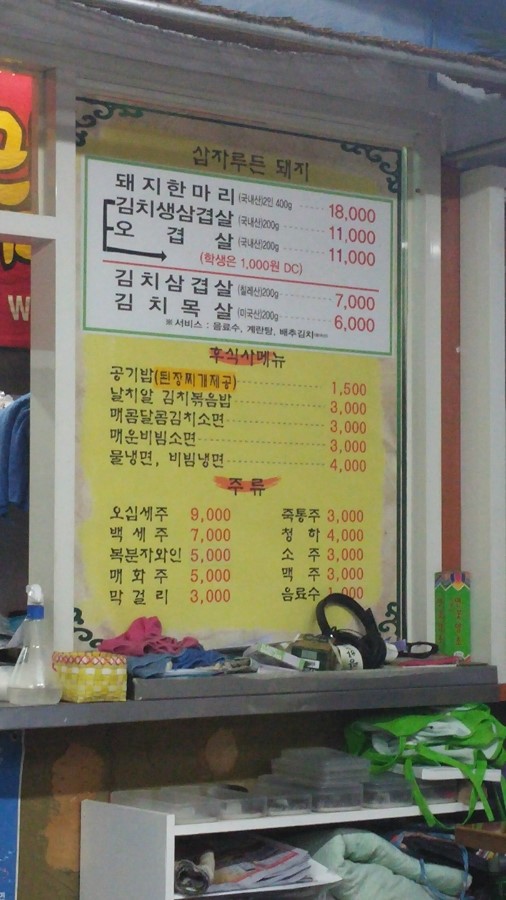 삽자루든 돼지
돼지한마리(국내산)2인 400g 18,000
김치생삼겹살(국내산)200g 11,000
오겹살(국내산)200g 11,000
(학생은 1,000원 DC)
김치삼겹살(칠레산)200g 7,000
김치목살(미국산)200g 6,000
※ 서비스 : 음료수, 계란탕, 배추김치
후식사메뉴
공기밥(된장찌개제공) 1,500
날치알 김치볶음밥 3,000
매콤달콤김치소면 3,000
매운비빔소면 3,000
물냉면, 비빔냉면 4,000
주류
오십세주 9,000 죽통주 3,000
백세주 7,000 청하 4,000
복분자와인 5,000 소주 3,000
매화주 5,000 맥주 3,000
막걸리 3,000 음료수 1,000